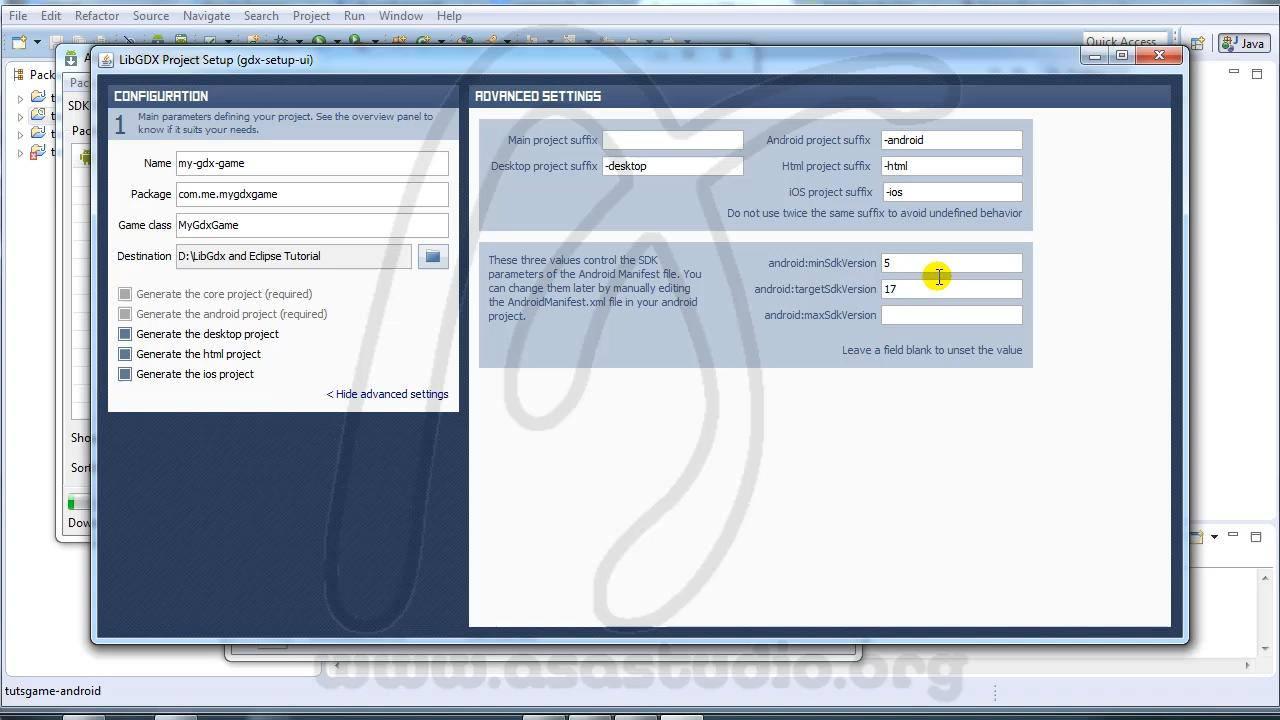 File Edit Refactor Source Navigate Search Project Run Window Help
Quick Access
Java
LibGDX Project Setup (gdx-setup-ui)
Pack
Pac
SDK
Pac
CONFIGURATION
1 Main parameters defining your project. See the overview panel to
know if it suits your needs.
Name my-gdx-game
Package com.me.mygdxgame
Game class MyGdxGame
Destination D:\LibGdx and Eclipse Tutorial
Generate the core project (required)
Generate the android project (required)
Generate the desktop project
Generate the html project
Generate the ios project
< Hide advanced settings
ADVANCED SETTINGS
Main project suffix
Android project suffix -android
Desktop project suffix -desktop
Html project suffix -html
iOS project suffix -ios
Do not use twice the same suffix to avoid undefined behavior
These three values control the SDK
parameters of the Android Manifest file. You
can change them later by manually editing
the AndroidManifest.xml file in your android
project.
android:minSdkVersion 5
android:targetSdkVersion 17
android:maxSdkVersion
Leave a field blank to unset the value
Sho
Sor
Dow
www.asastudio.org
tutsgame-android